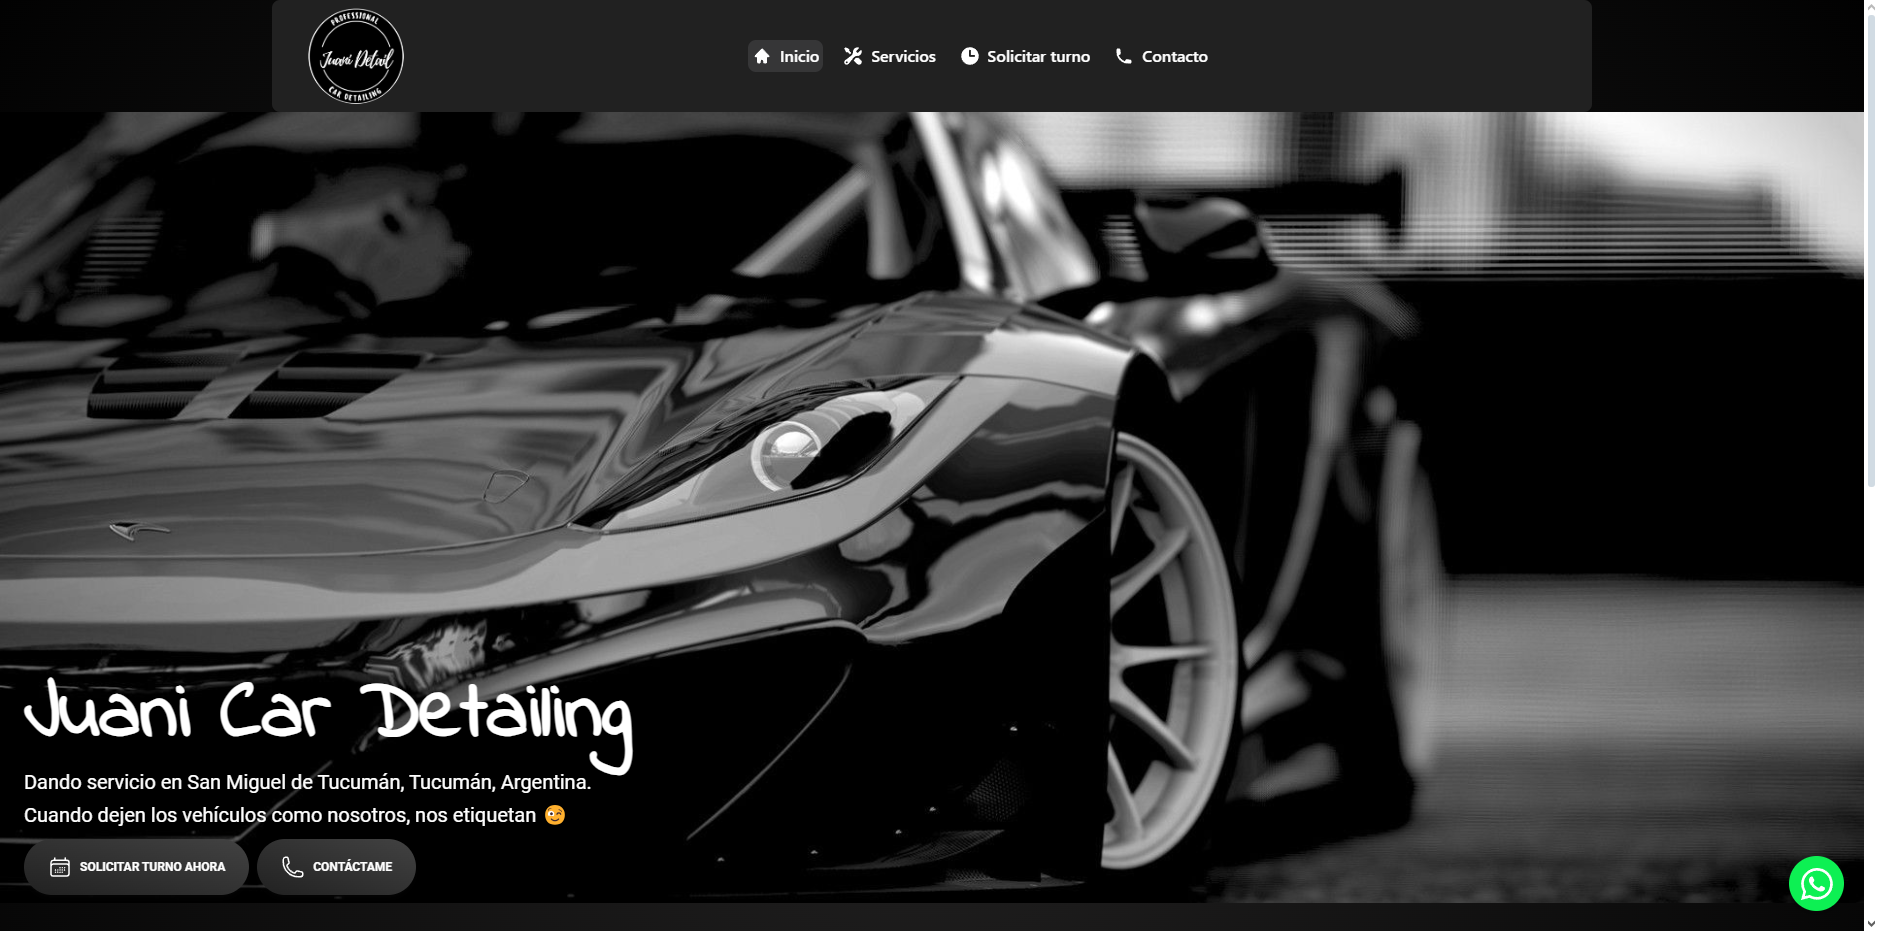 PROFESSIONAL
Juani Detail
CAR DETAILING
Inicio
Servicios
Solicitar turno
Contacto
Juani Car Detailing
Dando servicio en San Miguel de Tucumán, Tucumán, Argentina.
Cuando dejen los vehículos como nosotros, nos etiquetan 😉
SOLICITAR TURNO AHORA
CONTÁCTAME